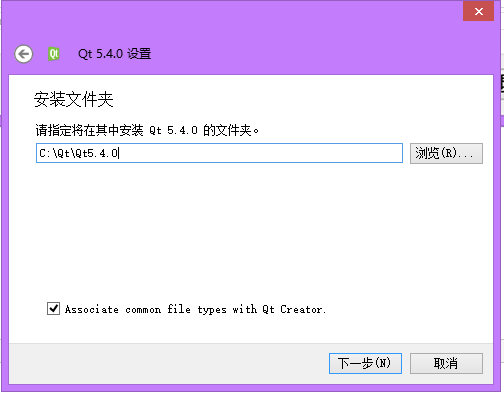 Qt 5.4.0 设置
安装文件夹
请指定将在其中安装 Qt 5.4.0 的文件夹。
C:\Qt\Qt5.4.0
浏览(R)...
Associate common file types with Qt Creator.
下一步(N)
取消